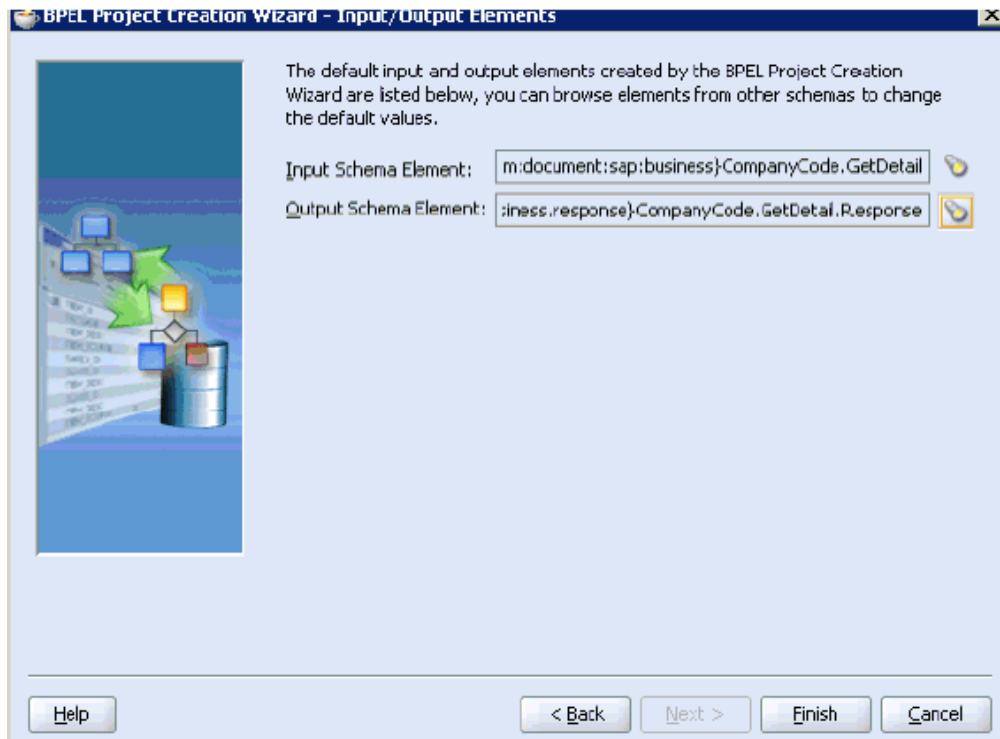 BPEL Project Creation Wizard - Input/Output Elements
The default input and output elements created by the BPEL Project Creation
Wizard are listed below, you can browse elements from other schemas to change
the default values.
Input Schema Element: m:document:sap:business}CompanyCode.GetDetail
Output Schema Element: siness.response}CompanyCode.GetDetail.Response
Help
< Back
Next >
Finish
Cancel